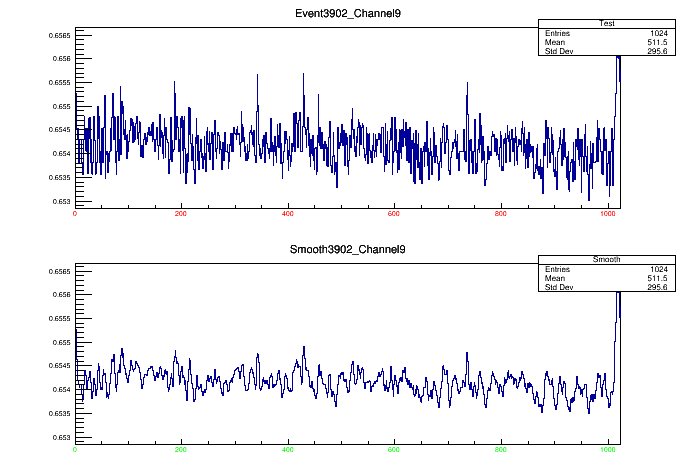 Event3902_Channel9
Test
Entries 1024
Mean 511.5
Std Dev 295.6
0.6565
0.656
0.6555
0.655
0.6545
0.654
0.6535
0.653
0 200 400 600 800 1000
Smooth3902_Channel9
Smooth
Entries 1024
Mean 511.5
Std Dev 295.6
0.6565
0.656
0.6555
0.655
0.6545
0.654
0.6535
0.653
0 200 400 600 800 1000